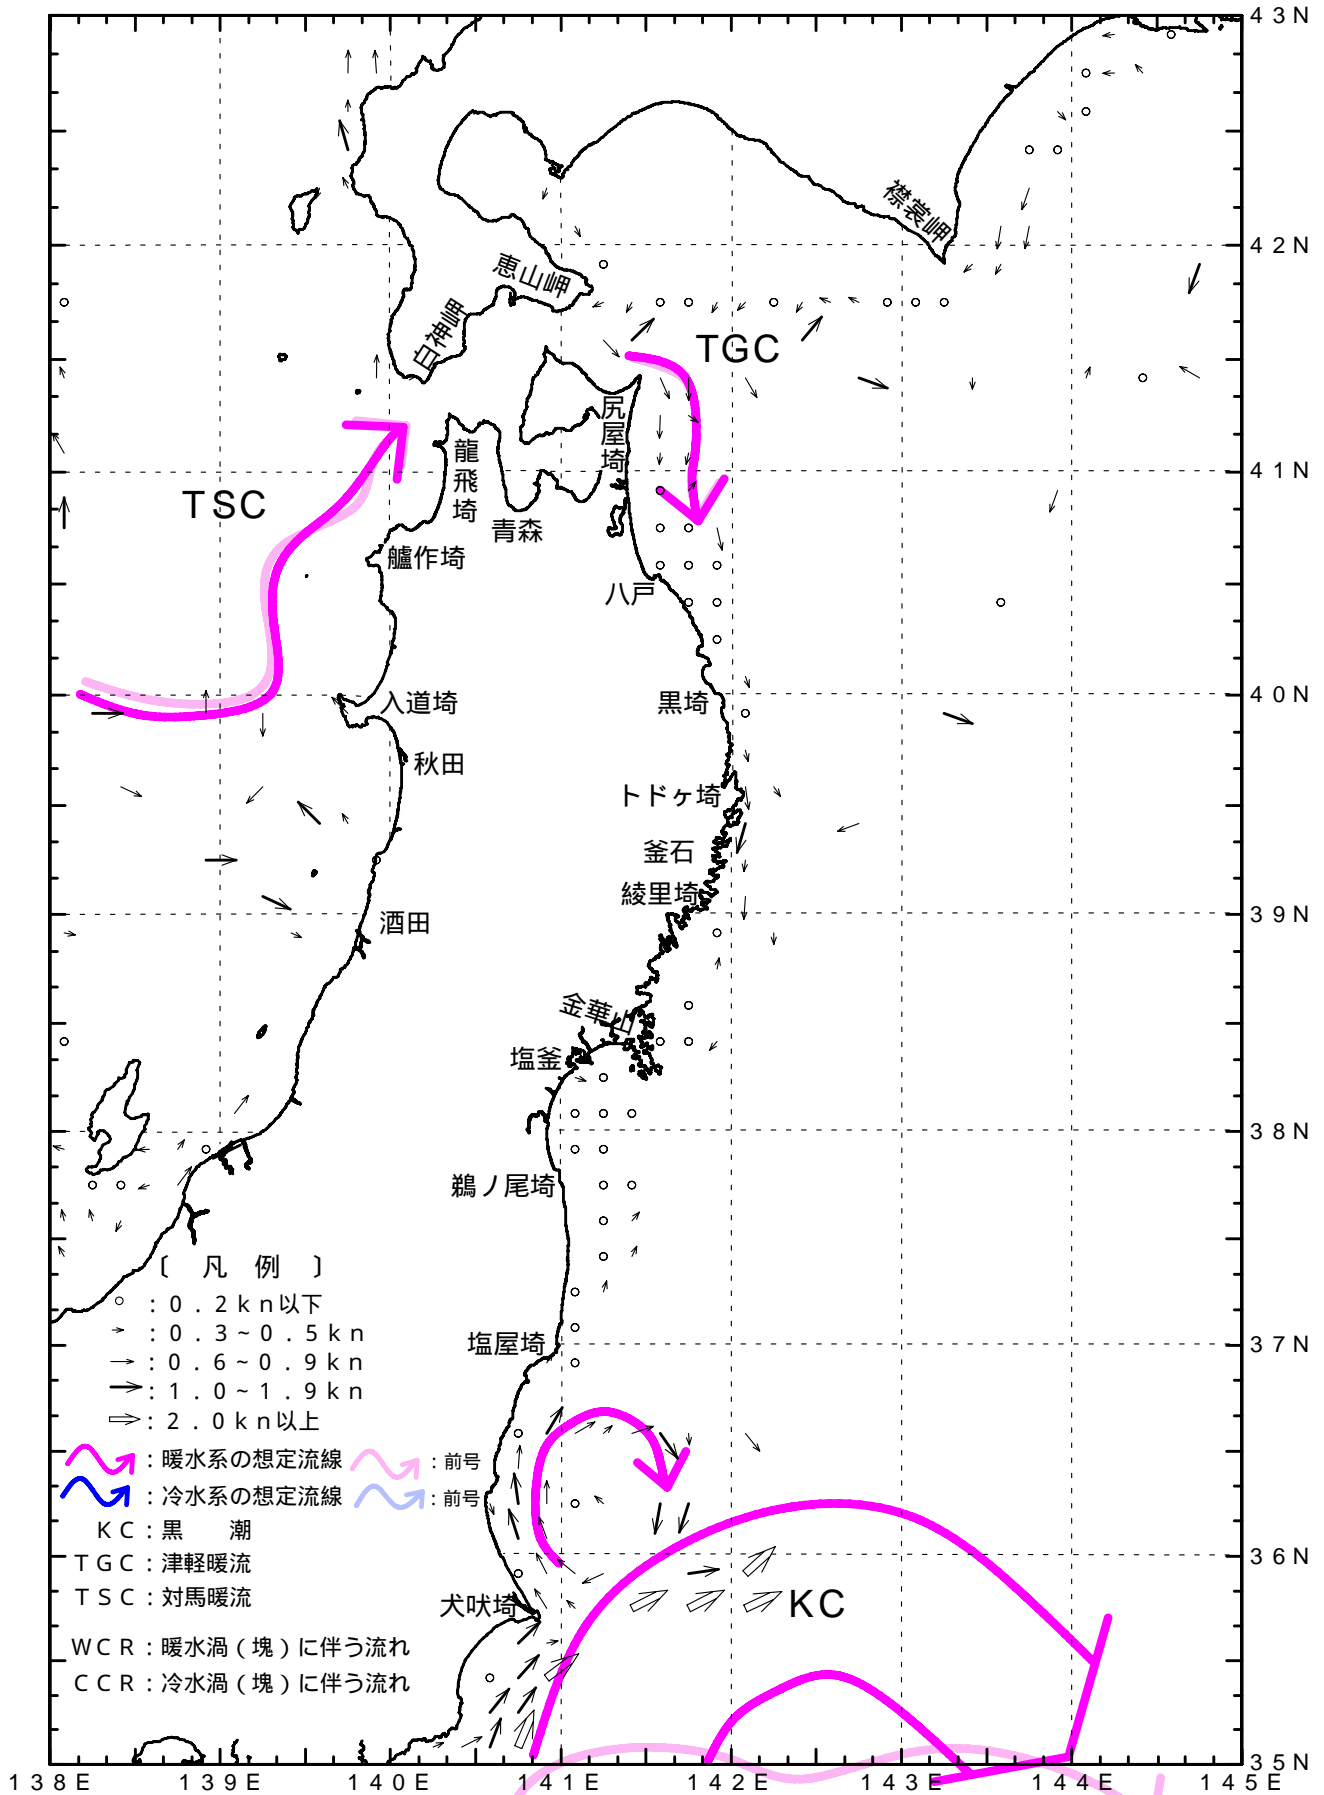 43N
襟裳岬
42N
恵山岬
白神岬
TGC
尻屋埼
龍飛埼
41N
TSC
青森
艫作埼
八戸
入道埼
黒埼
40N
秋田
トドヶ埼
釜石
綾里埼
39N
酒田
金華山
塩釜
38N
鵜ノ尾埼
〔 凡 例 〕
:0.2kn以下
:0.3~0.5kn
塩屋埼
37N
:0.6~0.9kn
:1.0~1.9kn
:2.0kn以上
:暖水系の想定流線 :前号
:冷水系の想定流線 :前号
KC:黒 潮
TGC:津軽暖流
36N
TSC:対馬暖流
犬吠埼
KC
WCR:暖水渦(塊)に伴う流れ
CCR:冷水渦(塊)に伴う流れ
35N
138E 139E 140E 141E 142E 143E 144E 145E